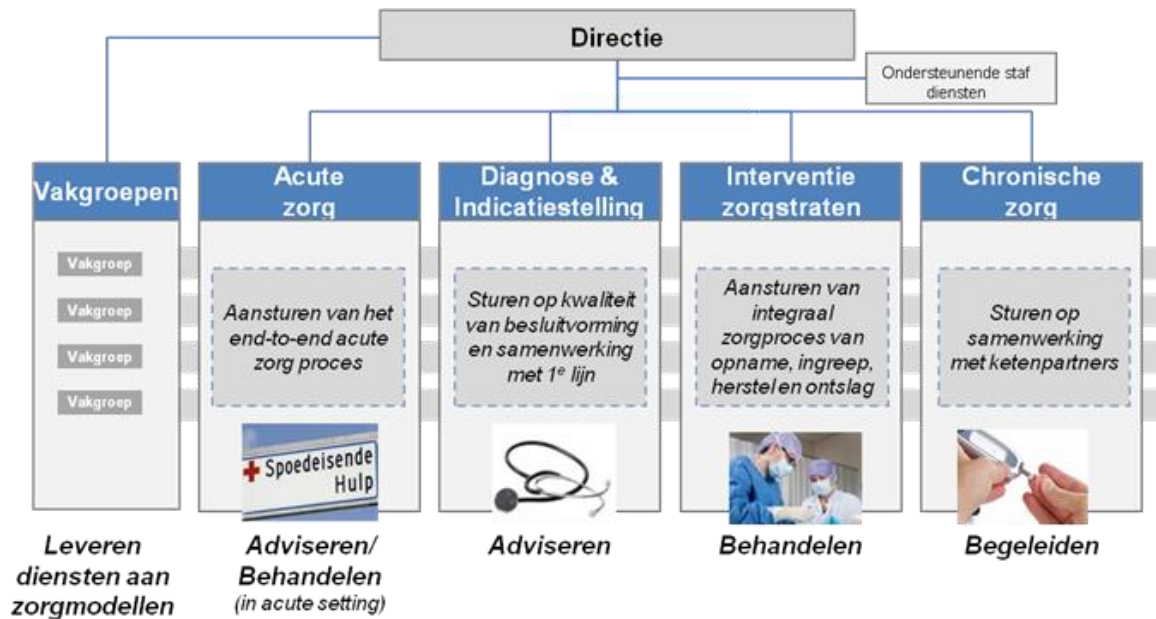 Directie
Ondersteunende staf
diensten
Vakgroepen
Vakgroep
Vakgroep
Vakgroep
Vakgroep
Leveren
diensten aan
zorgmodellen
Acute
zorg
Aansturen van het
end-to-end acute
zorg proces
Spoedeisende
Hulp
Adviseren/
Behandelen
(in acute setting)
Diagnose &
Indicatiestelling
Sturen op kwaliteit
van besluitvorming
en samenwerking
met 1e lijn
Adviseren
Interventie
zorgstraten
Aansturen van
integraal
zorgproces van
opname, ingreep,
herstel en ontslag
Behandelen
Chronische
zorg
Sturen op
samenwerking
met ketenpartners
Begeleiden